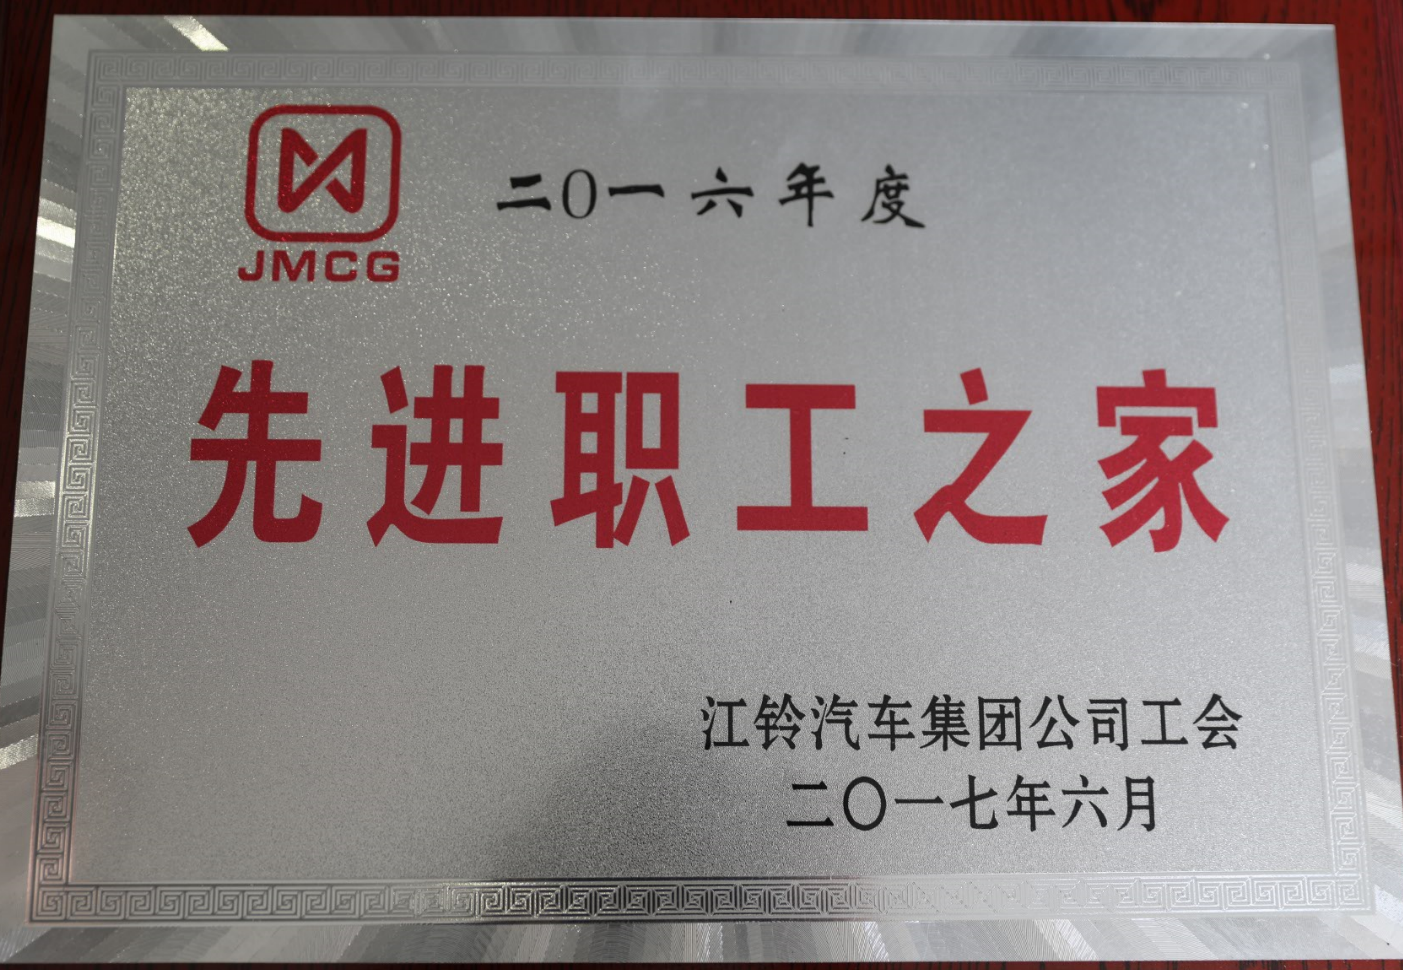 二0一六年度
JMCG
先进职工之家
江铃汽车集团公司工会
二〇一七年六月